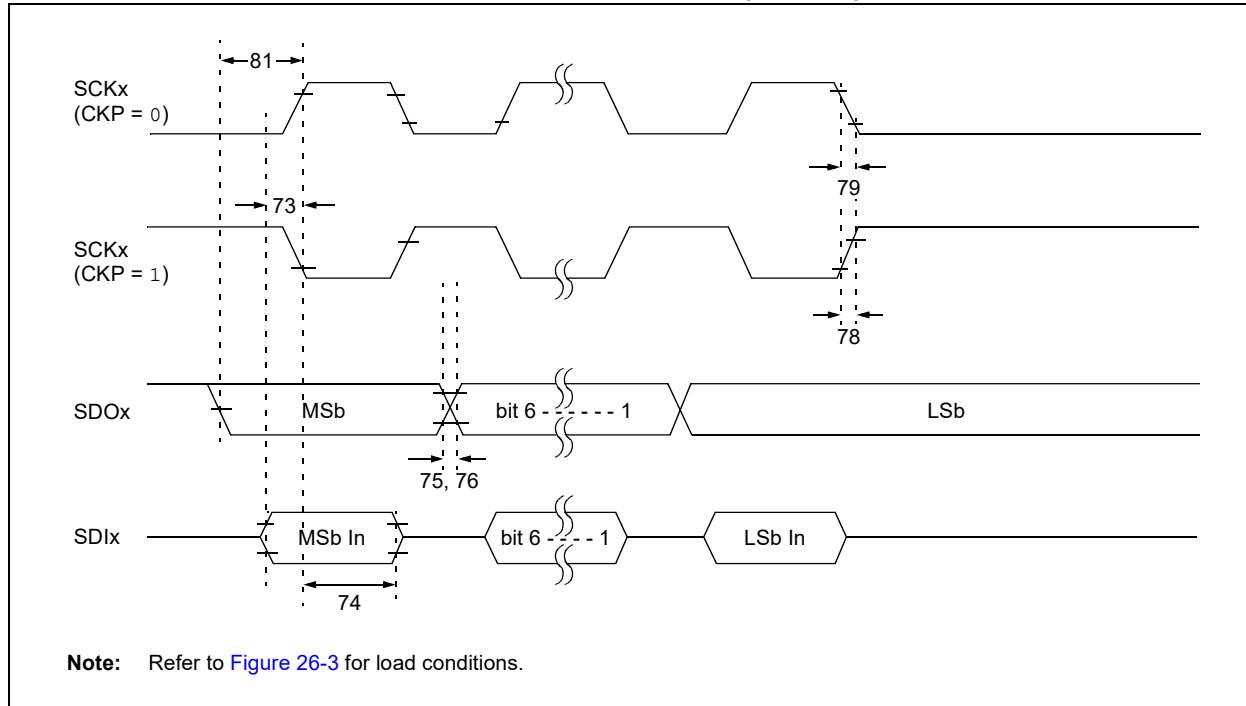 81
SCKx
(CKP = 0)
79
73
SCKx
(CKP = 1)
78
SDOx
MSb
bit 6 - - - - - - 1
LSb
75, 76
SDIx
MSb In
bit 6 - - - - 1
LSb In
74
Note: Refer to Figure 26-3 for load conditions.